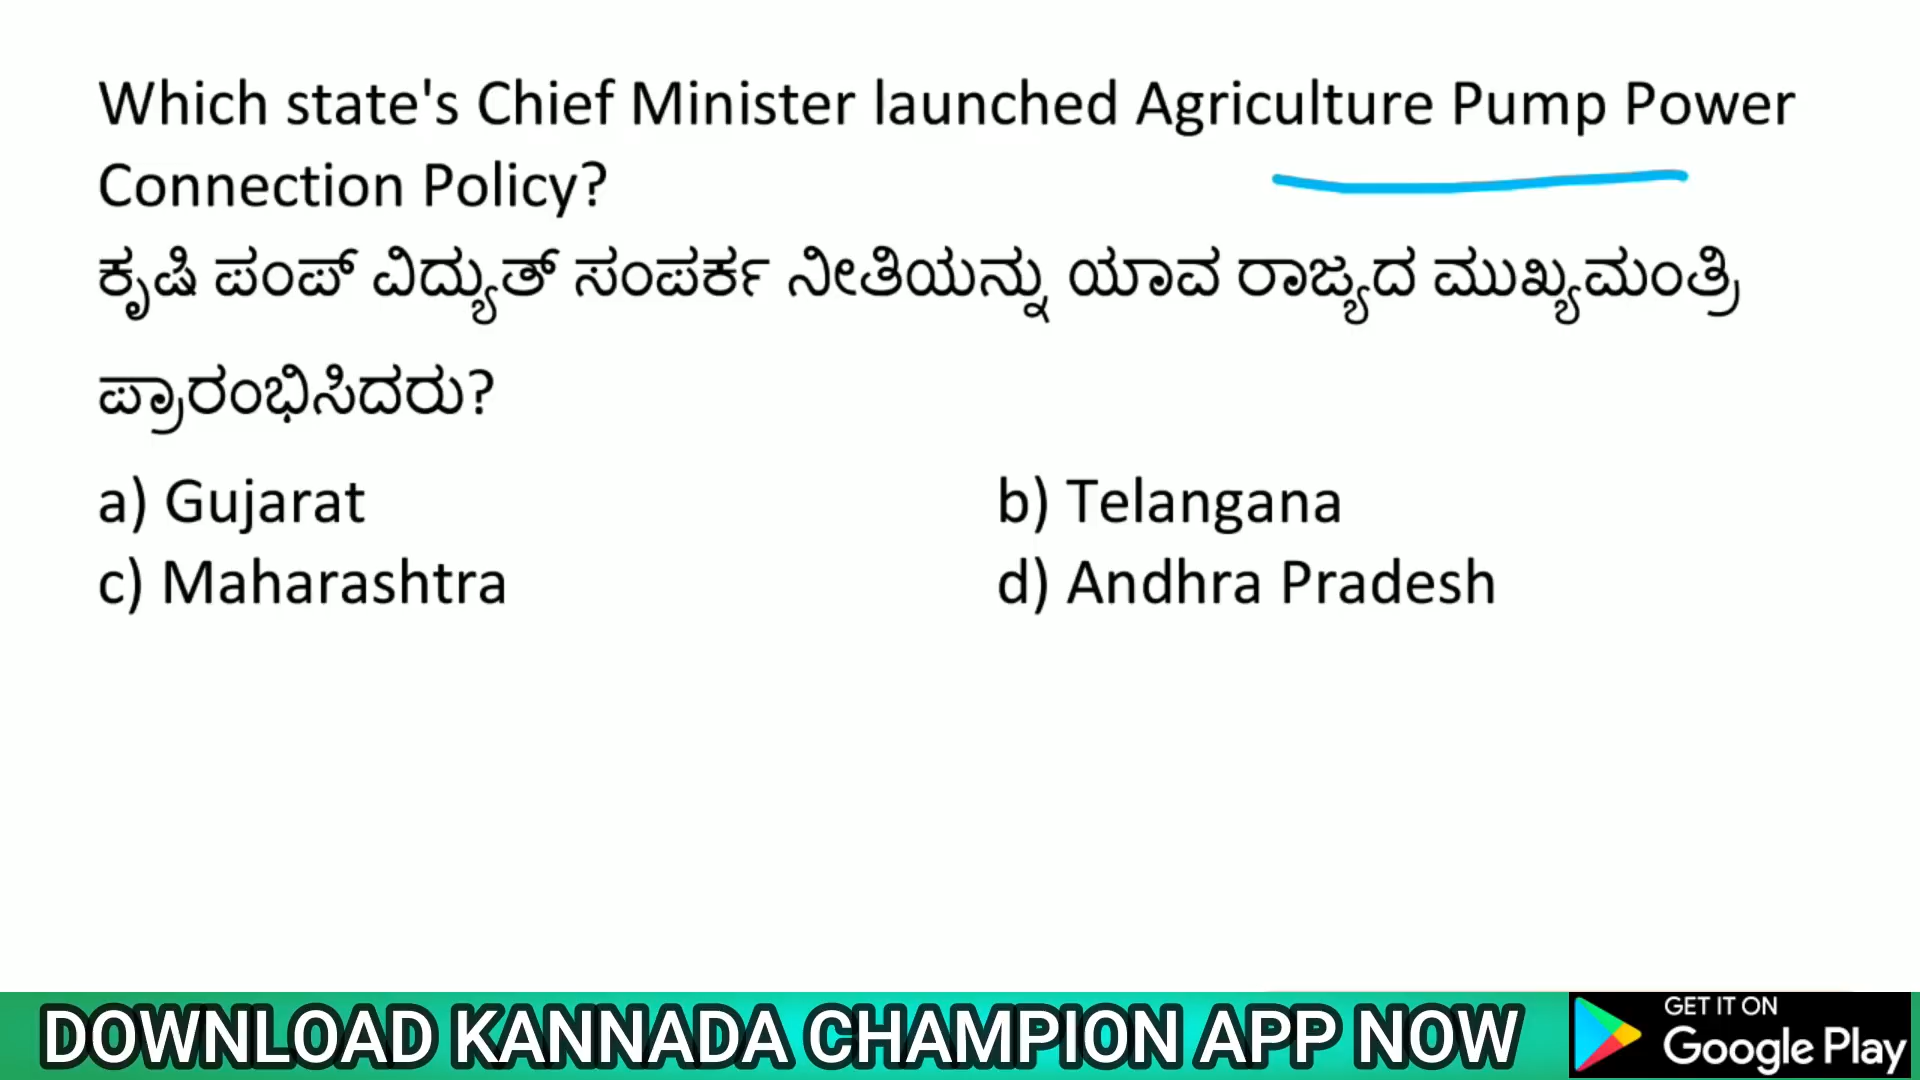 Which state's Chief Minister launched Agriculture Pump Power
Connection Policy?
ಕೃಷಿ ಪಂಪ್ ವಿದ್ಯುತ್ ಸಂಪರ್ಕ ನೀತಿಯನ್ನು ಯಾವ ರಾಜ್ಯದ ಮುಖ್ಯಮಂತ್ರಿ
ಪ್ರಾರಂಭಿಸಿದರು?
a) Gujarat
b) Telangana
c) Maharashtra
d) Andhra Pradesh
DOWNLOAD KANNADA CHAMPION APP NOW
GET IT ON
Google Play